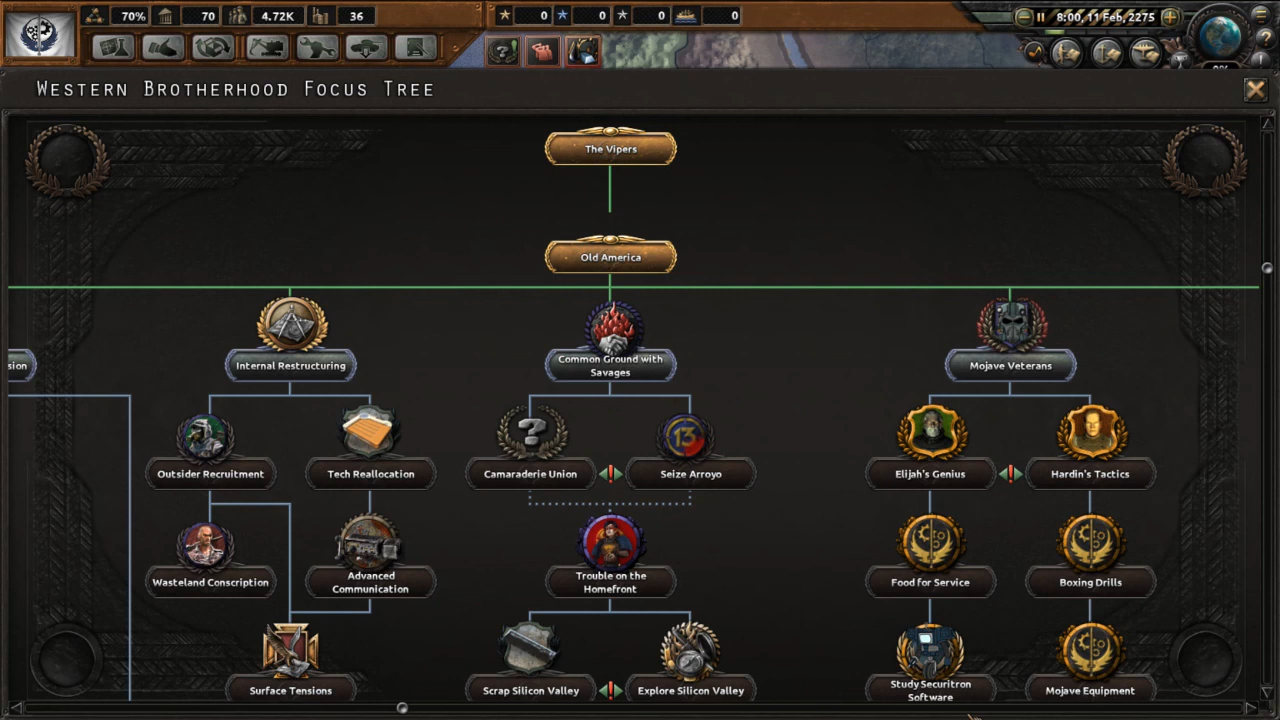 70%
70
4.72K
36
0
0
0
0
8:00, 11 Feb, 2275
Western Brotherhood Focus Tree
The Vipers
Old America
sion
Internal Restructuring
Common Ground with
Savages
Mojave Veterans
Outsider Recruitment
Tech Reallocation
Camaraderie Union
13
Seize Arroyo
Elijah's Genius
Hardin's Tactics
Wasteland Conscription
Advanced
Communication
Trouble on the
Homefront
Food for Service
Boxing Drills
Surface Tensions
Scrap Silicon Valley
Explore Silicon Valley
Study Securitron
Software
Mojave Equipment